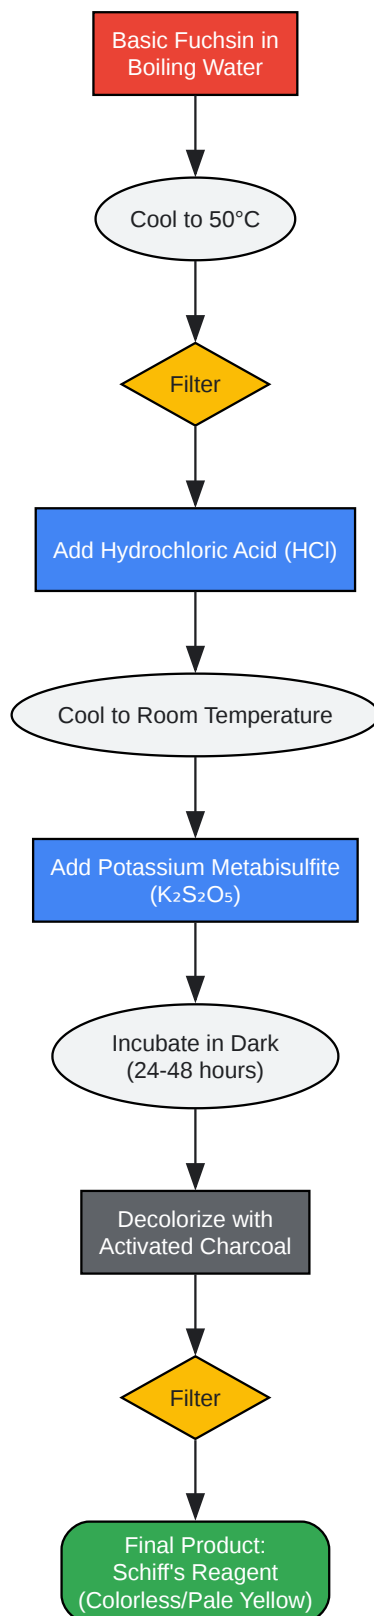 Basic Fuchsin in
Boiling Water
Cool to 50°C
Filter
Add Hydrochloric Acid (HCl)
Cool to Room Temperature
Add Potassium Metabisulfite
(K₂S₂O₅)
Incubate in Dark
(24-48 hours)
Decolorize with
Activated Charcoal
Filter
Final Product:
Schiff's Reagent
(Colorless/Pale Yellow)